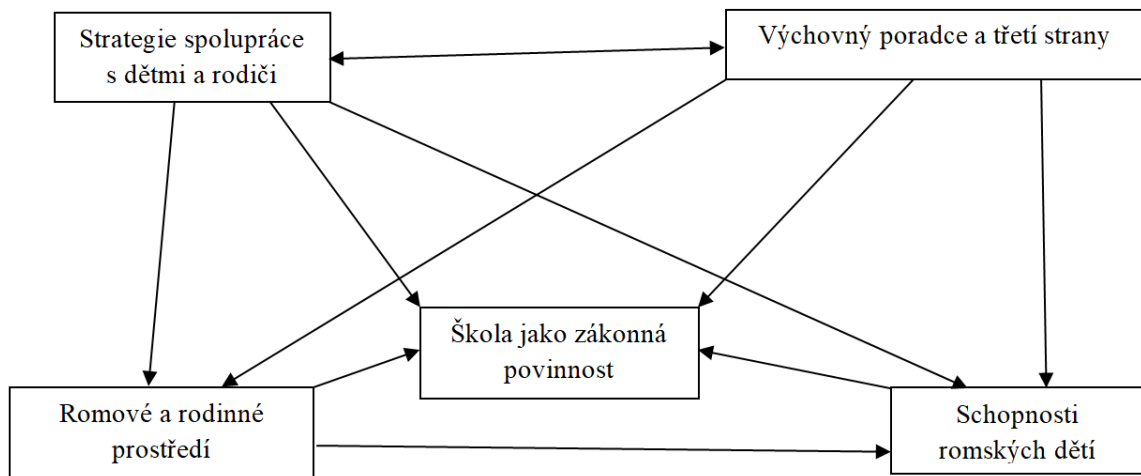 Strategie spolupráce
s dětmi a rodiči
Výchovný poradce a třetí strany
Škola jako zákonná
povinnost
Romové a rodinné
prostředí
Schopnosti
romských dětí